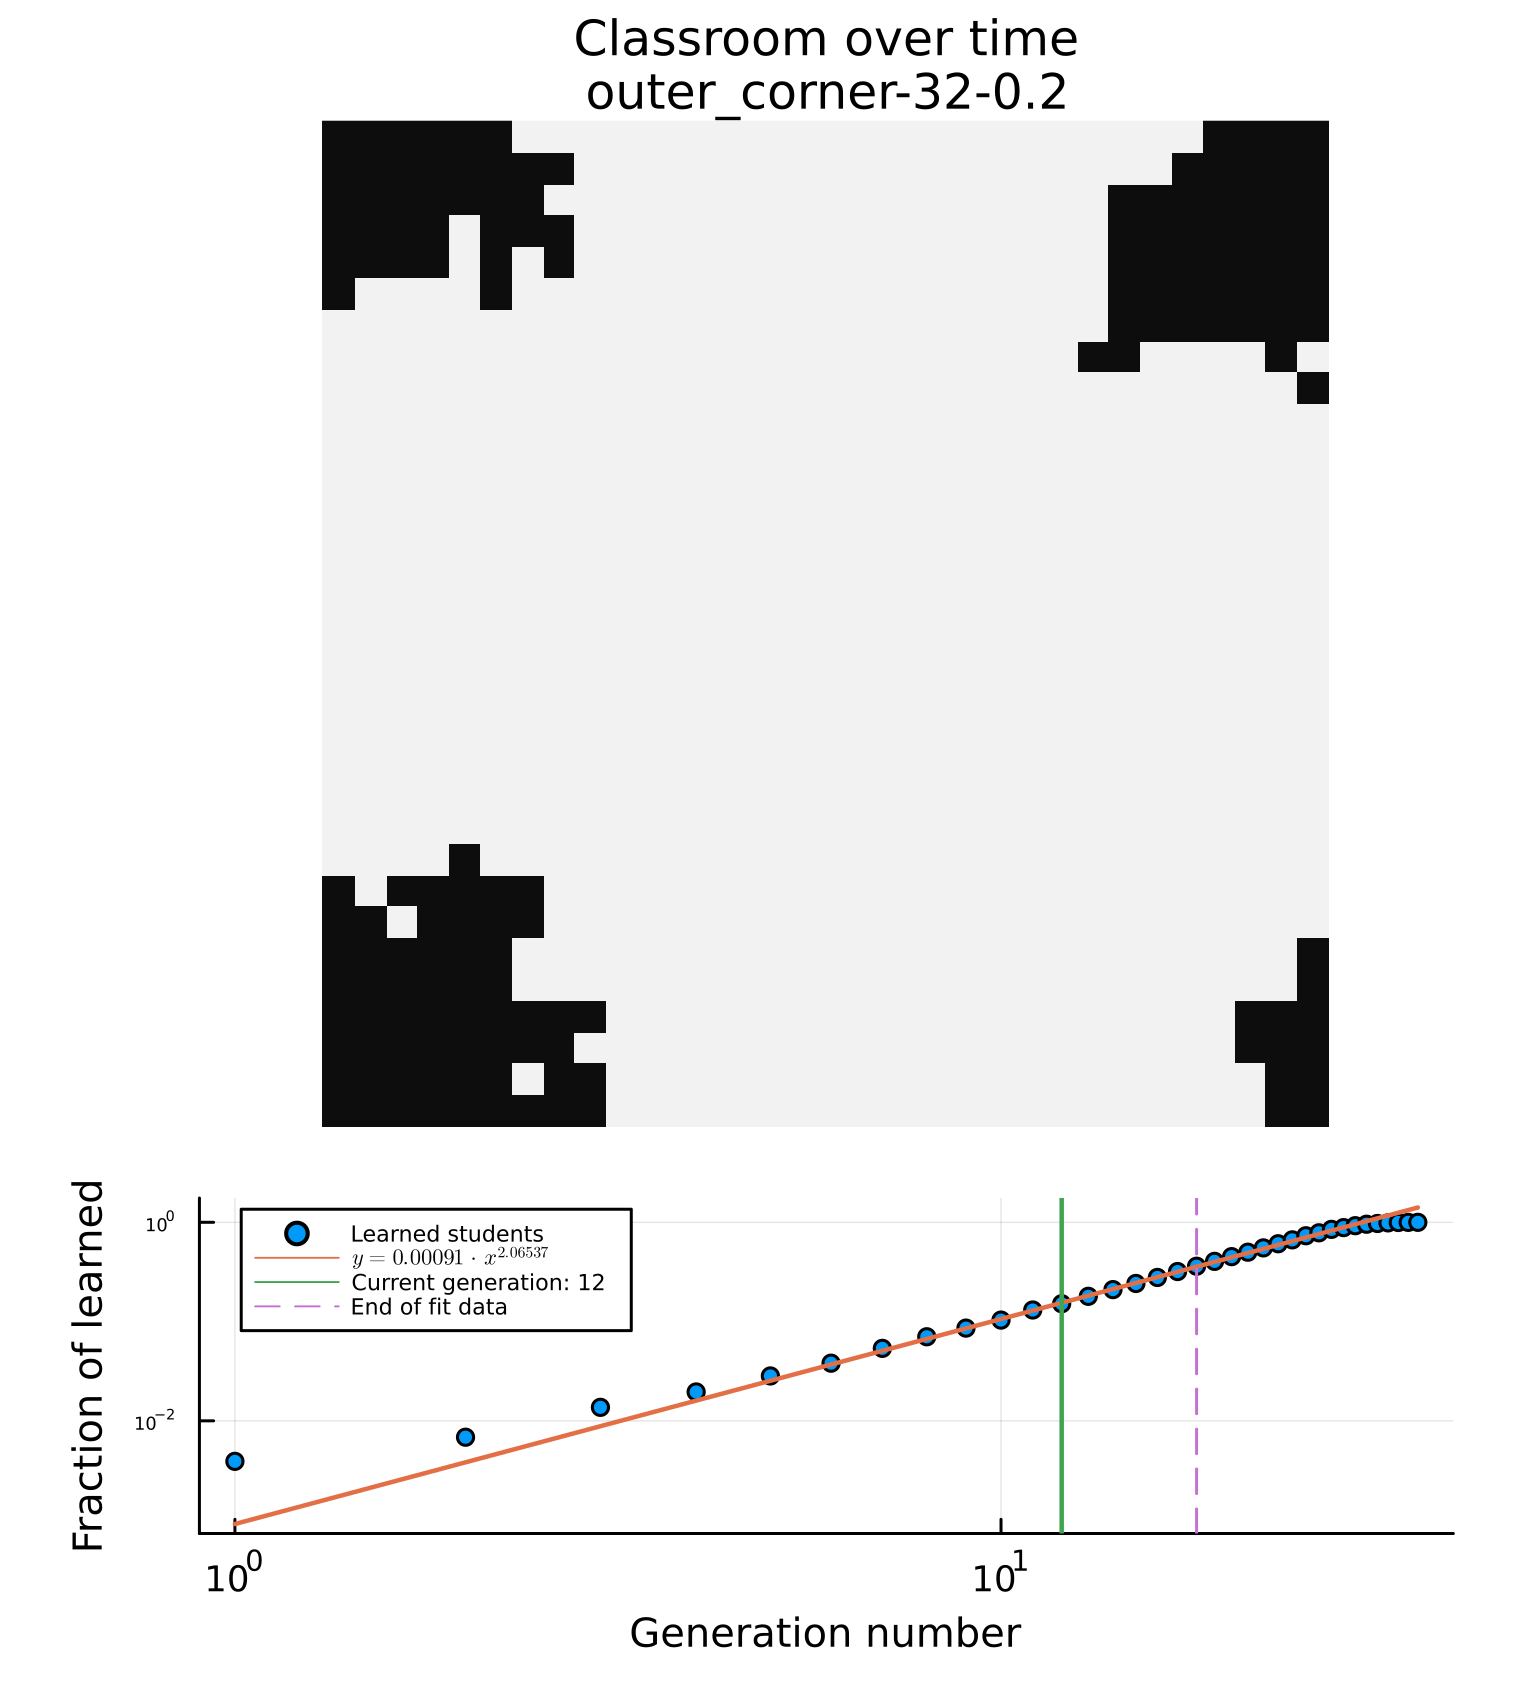 Classroom over time
outer_corner-32-0.2
Fraction of learned
10^0
10^−2
Learned students
y = 0.00091 · x^2.06537
Current generation: 12
End of fit data
10^0
10^1
Generation number